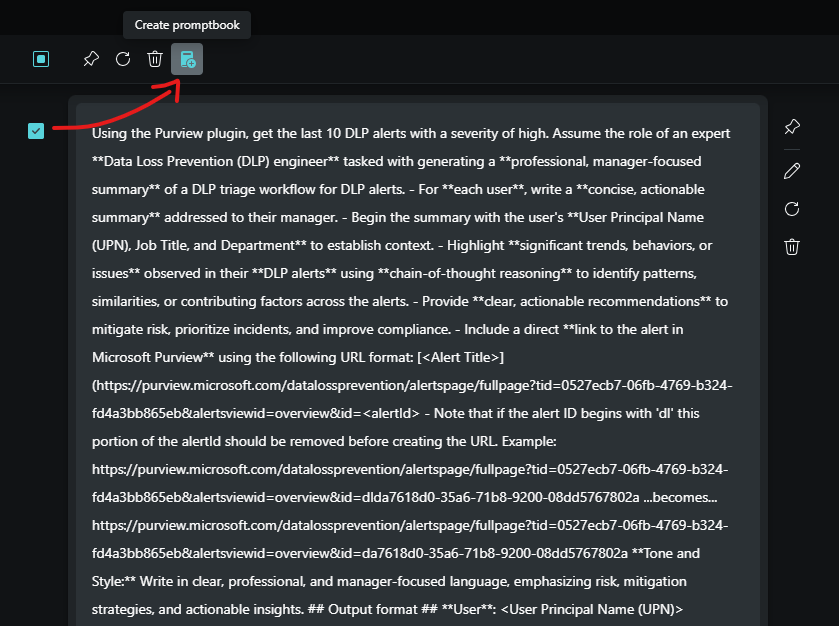 Create promptbook
Using the Purview plugin, get the last 10 DLP alerts with a severity of high. Assume the role of an expert
**Data Loss Prevention (DLP) engineer** tasked with generating a **professional, manager-focused
summary** of a DLP triage workflow for DLP alerts. - For **each user**, write a **concise, actionable
summary** addressed to their manager. - Begin the summary with the user's **User Principal Name
(UPN), Job Title, and Department** to establish context. - Highlight **significant trends, behaviors, or
issues** observed in their **DLP alerts** using **chain-of-thought reasoning** to identify patterns,
similarities, or contributing factors across the alerts. - Provide **clear, actionable recommendations** to
mitigate risk, prioritize incidents, and improve compliance. - Include a direct **link to the alert in
Microsoft Purview** using the following URL format: [<Alert Title>]
(https://purview.microsoft.com/datalossprevention/alertspage/fullpage?tid=0527ecb7-06fb-4769-b324-
fd4a3bb865eb&alertsviewid=overview&id=<alertId> - Note that if the alert ID begins with 'dl' this
portion of the alertId should be removed before creating the URL. Example:
https://purview.microsoft.com/datalossprevention/alertspage/fullpage?tid=0527ecb7-06fb-4769-b324-
fd4a3bb865eb&alertsviewid=overview&id=dlda7618d0-35a6-71b8-9200-08dd5767802a ...becomes...
https://purview.microsoft.com/datalossprevention/alertspage/fullpage?tid=0527ecb7-06fb-4769-b324-
fd4a3bb865eb&alertsviewid=overview&id=da7618d0-35a6-71b8-9200-08dd5767802a **Tone and
Style:** Write in clear, professional, and manager-focused language, emphasizing risk, mitigation
strategies, and actionable insights. ## Output format ## **User**: <User Principal Name (UPN)>